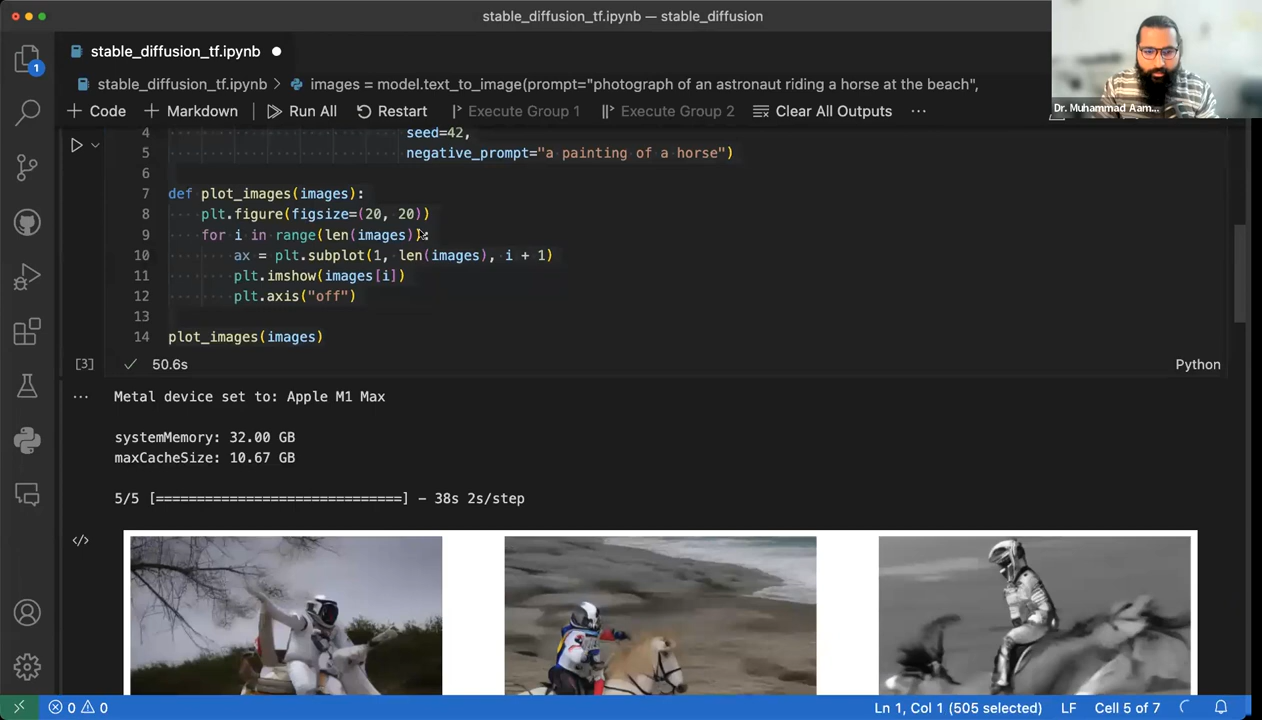 stable_diffusion_tf.ipynb — stable_diffusion
stable_diffusion_tf.ipynb
1
stable_diffusion_tf.ipynb > images = model.text_to_image(prompt="photograph of an astronaut riding a horse at the beach",
+ Code + Markdown Run All Restart Execute Group 1 Execute Group 2 Clear All Outputs ...
Dr. Muhammad Aam...
4 seed=42,
5 negative_prompt="a painting of a horse")
6
7 def plot_images(images):
8 plt.figure(figsize=(20, 20))
9 for i in range(len(images)):
10 ax = plt.subplot(1, len(images), i + 1)
11 plt.imshow(images[i])
12 plt.axis("off")
13
14 plot_images(images)
[3] ✓ 50.6s Python
... Metal device set to: Apple M1 Max
systemMemory: 32.00 GB
maxCacheSize: 10.67 GB
5/5 [==============================] - 38s 2s/step
</>
0 0 Ln 1, Col 1 (505 selected) LF Cell 5 of 7